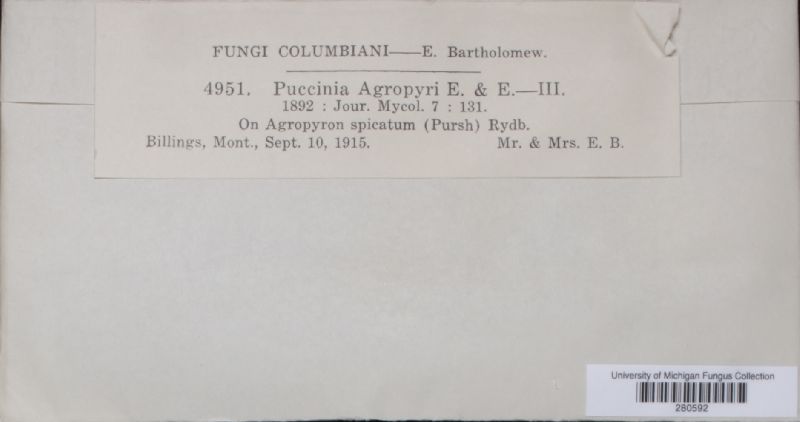 FUNGI COLUMBIANI—E. Bartholomew.
4951. Puccinia Agropyri E. & E.—III.
1892 : Jour. Mycol. 7 : 131.
On Agropyron spicatum (Pursh) Rydb.
Billings, Mont., Sept. 10, 1915. Mr. & Mrs. E. B.
University of Michigan Fungus Collection
280592